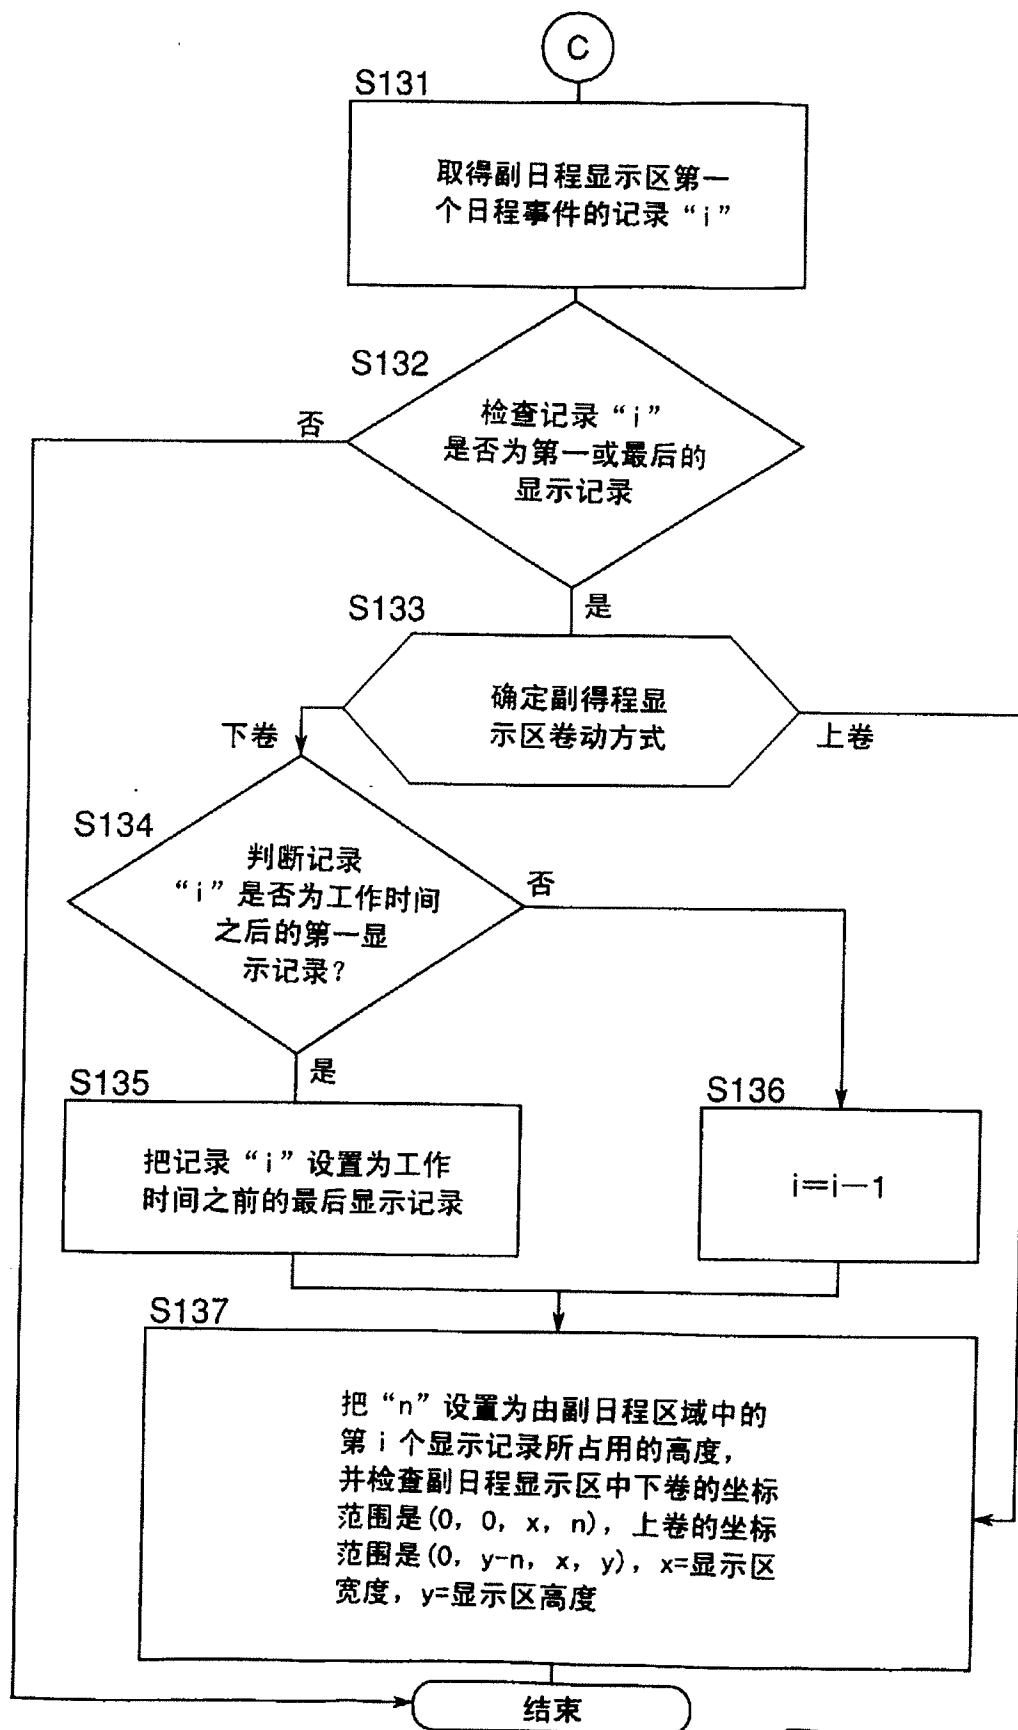 C
S131
取得副日程显示区第一
个日程事件的记录“i”
S132
检查记录“i”
是否为第一或最后的
显示记录
否
是
S133
确定副得程显
示区卷动方式
下卷
上卷
S134
判断记录
“i”是否为工作时间
之后的第一显
示记录?
否
是
S135
把记录“i”设置为工作
时间之前的最后显示记录
S136
i=i-1
S137
把“n”设置为由副日程区域中的
第i个显示记录所占用的高度,
并检查副日程显示区中下卷的坐标
范围是(0, 0, x, n), 上卷的坐标
范围是(0, y-n, x, y), x=显示区
宽度, y=显示区高度
结束